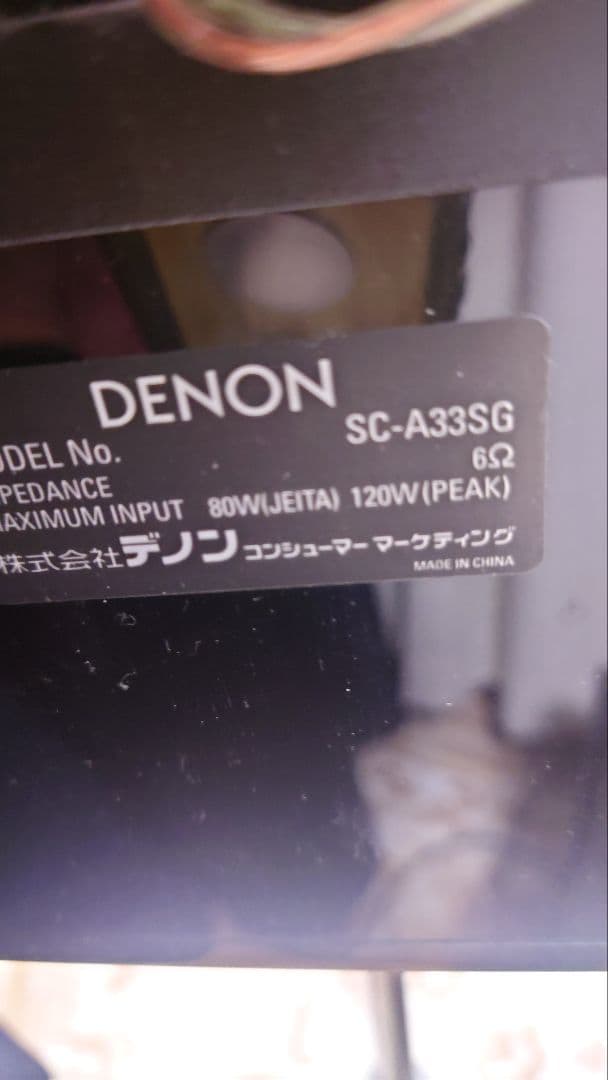 DENON
ODEL No. SC-A33SG
PEDANCE 6Ω
MAXIMUM INPUT 80W(JEITA) 120W(PEAK)
株式会社デノン コンシューマー マーケティング
MADE IN CHINA